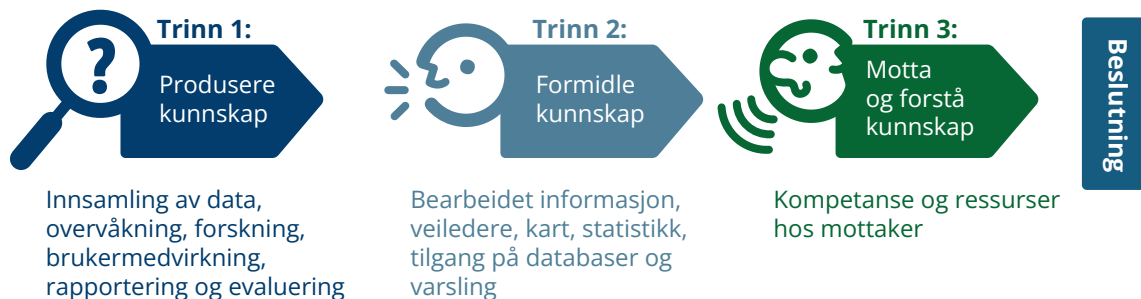 Trinn 1:
Produsere
kunnskap
Innsamling av data,
overvåkning, forskning,
brukermedvirkning,
rapportering og evaluering
Trinn 2:
Formidle
kunnskap
Bearbeidet informasjon,
veiledere, kart, statistikk,
tilgang på databaser og
varsling
Trinn 3:
Motta
og forstå
kunnskap
Kompetanse og ressurser
hos mottaker
Beslutning